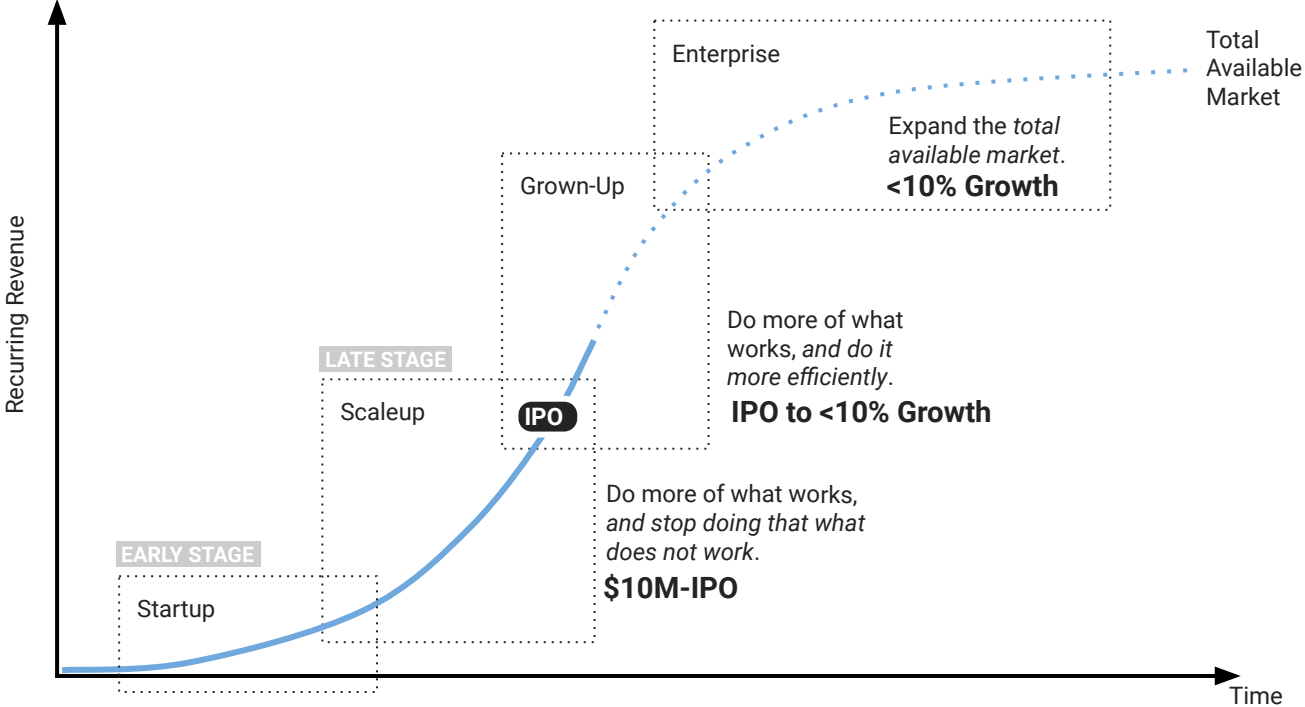 Total
Available
Market
Enterprise
Expand the total
available market.
<10% Growth
Grown-Up
Recurring Revenue
Do more of what
works, and do it
more efficiently.
IPO to <10% Growth
LATE STAGE
Scaleup
IPO
Do more of what works,
and stop doing that what
does not work.
$10M-IPO
EARLY STAGE
Startup
Time